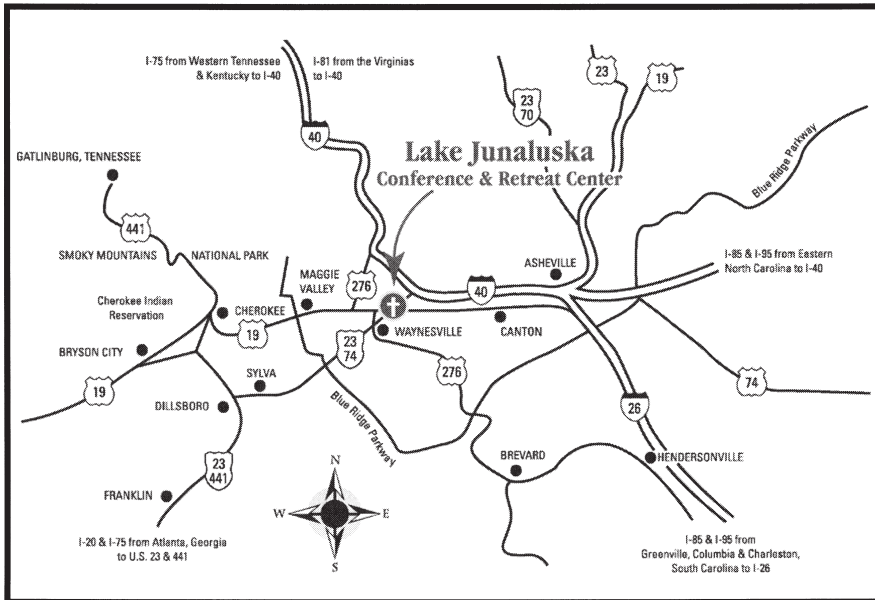 I-75 from Western Tennessee
& Kentucky to I-40
I-81 from the Virginias
to I-40
23
19
23
70
40
Lake Junaluska
Conference & Retreat Center
Blue Ridge Parkway
GATLINBURG, TENNESSEE
441
SMOKY MOUNTAINS
NATIONAL PARK
I-85 & I-95 from Eastern
North Carolina to I-40
ASHEVILLE
MAGGIE
VALLEY
276
40
Cherokee Indian
Reservation
CHEROKEE
19
WAYNESVILLE
CANTON
BRYSON CITY
23
74
SYLVA
276
74
19
DILLSBORO
Blue Ridge Parkway
26
23
441
BREVARD
HENDERSONVILLE
FRANKLIN
N
W
E
S
I-20 & I-75 from Atlanta, Georgia
to U.S. 23 & 441
I-85 & I-95 from
Greenville, Columbia & Charleston,
South Carolina to I-26